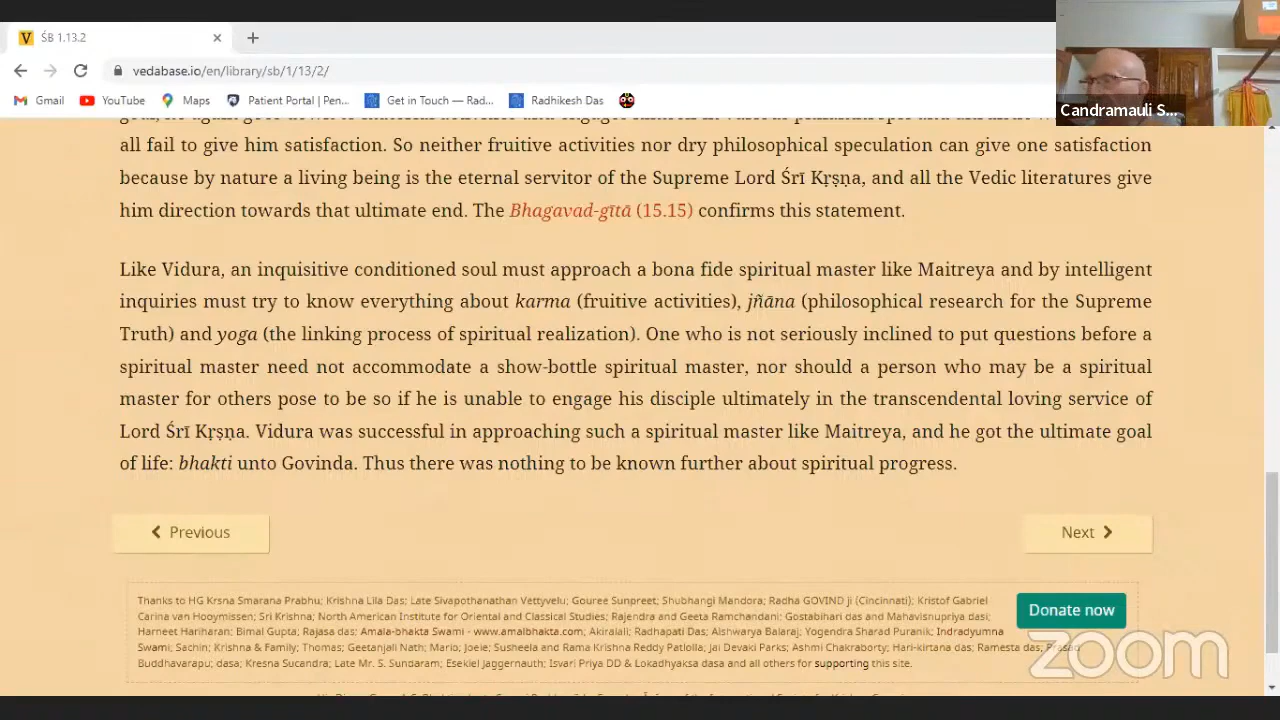 ŚB 1.13.2
vedabase.io/en/library/sb/1/13/2/
Gmail YouTube Maps Patient Portal | Pen... Get in Touch — Rad... Radhikesh Das
Candramauli S...
all fail to give him satisfaction. So neither fruitive activities nor dry philosophical speculation can give one satisfaction
because by nature a living being is the eternal servitor of the Supreme Lord Śrī Kṛṣṇa, and all the Vedic literatures give
him direction towards that ultimate end. The Bhagavad-gītā (15.15) confirms this statement.
Like Vidura, an inquisitive conditioned soul must approach a bona fide spiritual master like Maitreya and by intelligent
inquiries must try to know everything about karma (fruitive activities), jñāna (philosophical research for the Supreme
Truth) and yoga (the linking process of spiritual realization). One who is not seriously inclined to put questions before a
spiritual master need not accommodate a show-bottle spiritual master, nor should a person who may be a spiritual
master for others pose to be so if he is unable to engage his disciple ultimately in the transcendental loving service of
Lord Śrī Kṛṣṇa. Vidura was successful in approaching such a spiritual master like Maitreya, and he got the ultimate goal
of life: bhakti unto Govinda. Thus there was nothing to be known further about spiritual progress.
Previous
Next
Thanks to HG Krsna Smarana Prabhu; Krishna Lila Das; Late Sivapothanathan Vettyvelu; Gouree Sunpreet; Shubhangi Mandora; Radha GOVIND ji (Cincinnati); Kristof Gabriel
Carina van Hooymissen; Sri Krishna; North American Institute for Oriental and Classical Studies; Rajendra and Geeta Ramchandani; Gostabihari das and Mahavisnupriya dasi;
Harneet Hariharan; Bimal Gupta; Rajasa das; Amala-bhakta Swami - www.amalbhakta.com; Akiralali; Radhapati Das; Aishwarya Balaraj; Yogendra Sharad Puranik; Indradyumna
Swami; Sachin; Krishna & Family; Thomas; Geetanjali Nath; Mario; Joeie; Susheela and Rama Krishna Reddy Patlolla; Jai Devaki Parks; Ashmi Chakraborty; Hari-kirtana das; Ramesta das; Prasad
Buddhavarapu; dasa; Kresna Sucandra; Late Mr. S. Sundaram; Esekiel Jaggernauth; Isvari Priya DD & Lokadhyaksa dasa and all others for supporting this site.
Donate now
zoom